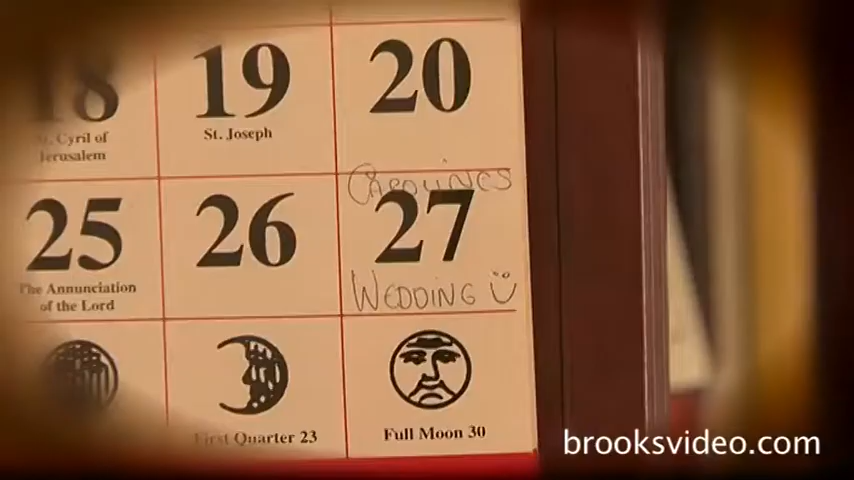 18
19
20
St. Cyril of
Jerusalem
St. Joseph
CAROLINES
25
26
27
The Annunciation
of the Lord
WEDDING
First Quarter 23
Full Moon 30
brooksvideo.com